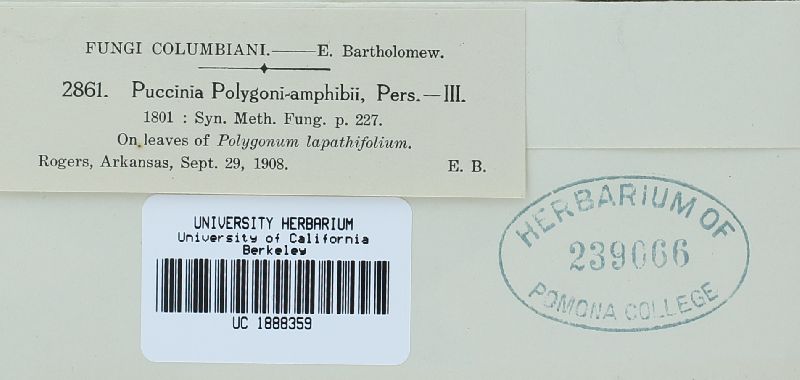 FUNGI COLUMBIANI.—E. Bartholomew.
2861. Puccinia Polygoni-amphibii, Pers.—III.
1801 : Syn. Meth. Fung. p. 227.
On leaves of Polygonum lapathifolium.
Rogers, Arkansas, Sept. 29, 1908. E. B.
UNIVERSITY HERBARIUM
University of California
Berkeley
UC 1888359
HERBARIUM OF
239066
POMONA COLLEGE